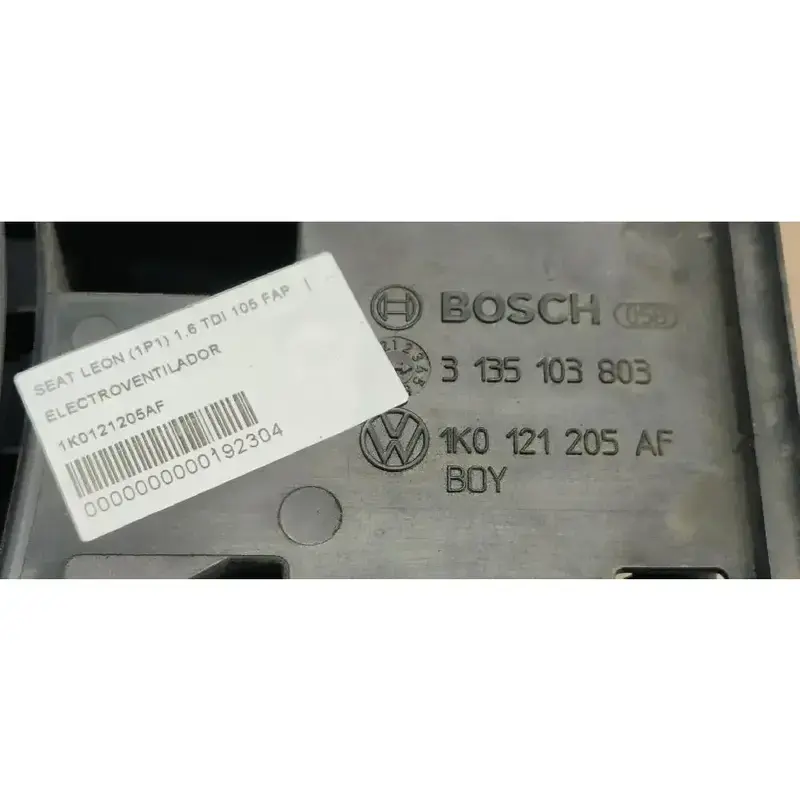 SEAT LEON (1P1) 1.6 TDI 105 FAP |
ELECTROVENTILADOR
1K0121205AF
0000000000192304
BOSCH
3 135 103 803
1K0 121 205 AF
BOY